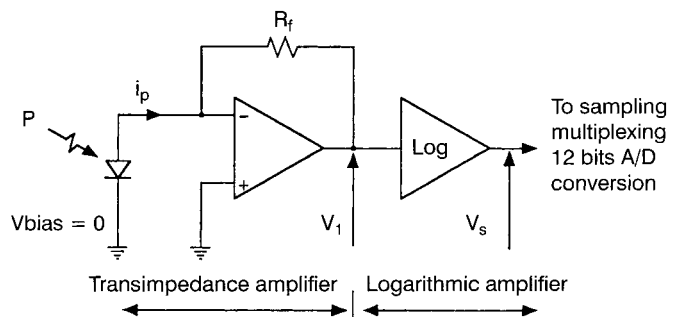 R_f
i_p
P
−
+
Log
To sampling
multiplexing
12 bits A/D
conversion
Vbias = 0
V_1
V_s
Transimpedance amplifier
Logarithmic amplifier